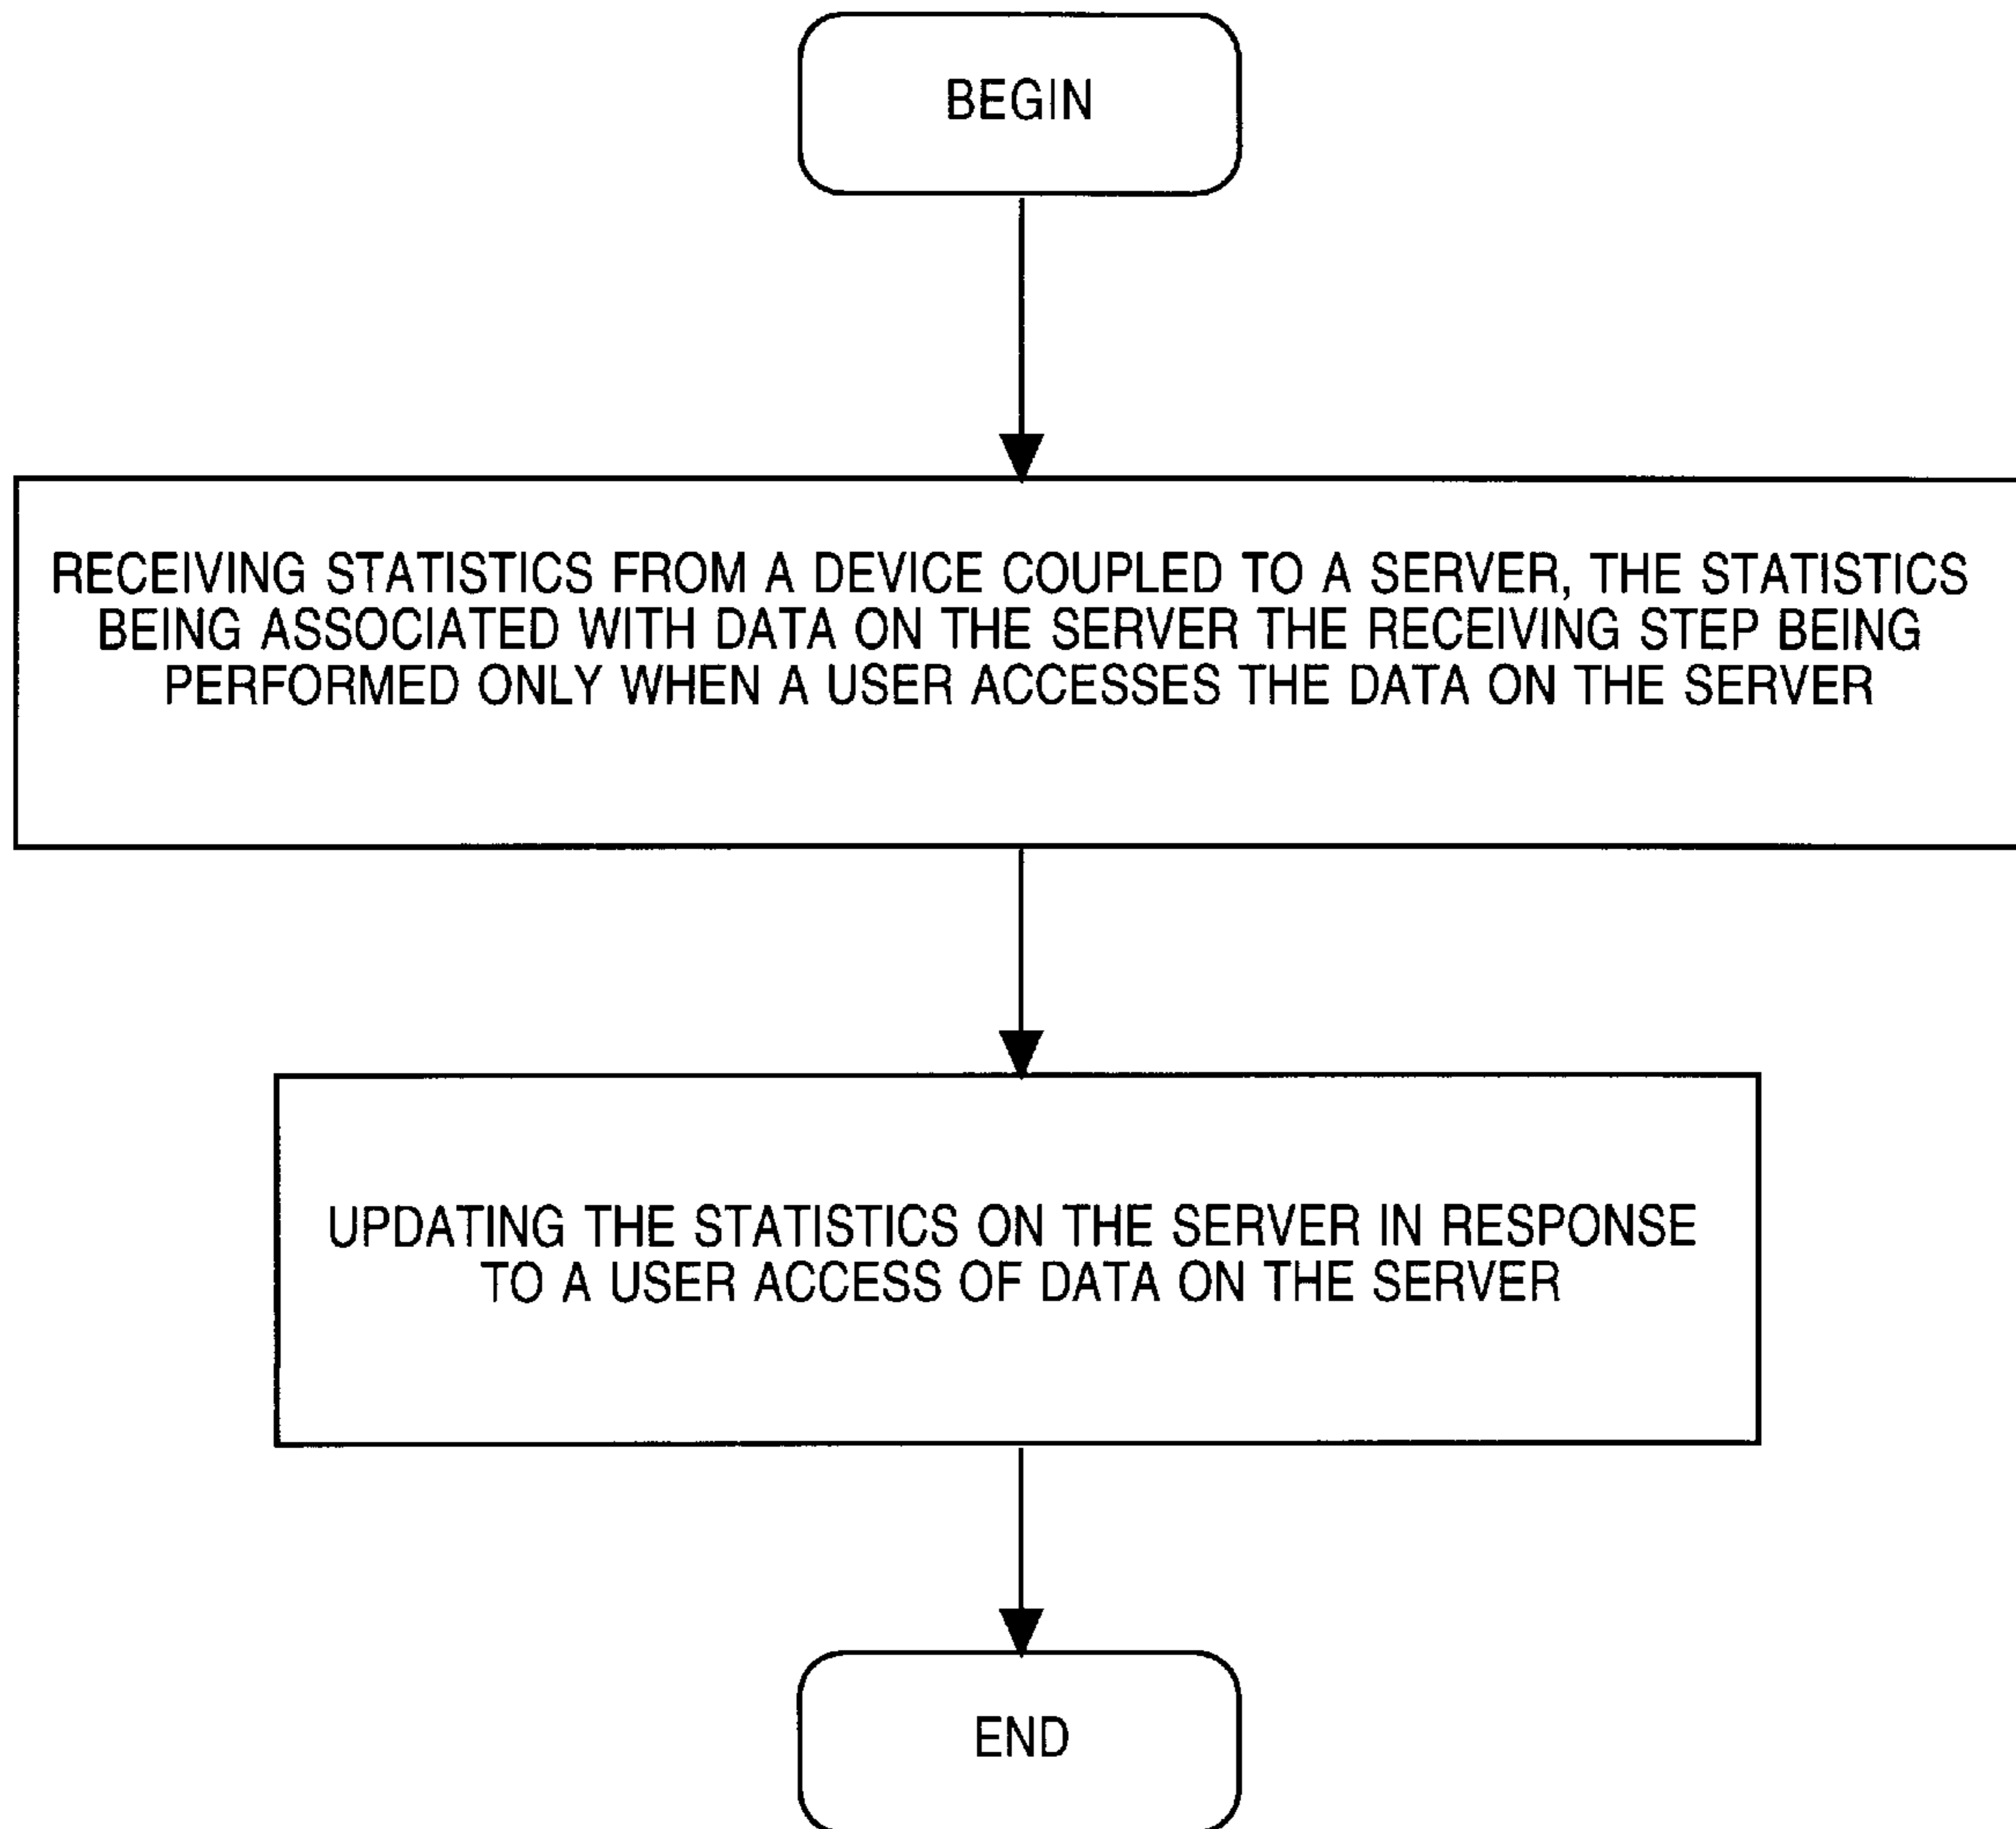 BEGIN
RECEIVING STATISTICS FROM A DEVICE COUPLED TO A SERVER, THE STATISTICS
BEING ASSOCIATED WITH DATA ON THE SERVER THE RECEIVING STEP BEING
PERFORMED ONLY WHEN A USER ACCESSES THE DATA ON THE SERVER
UPDATING THE STATISTICS ON THE SERVER IN RESPONSE
TO A USER ACCESS OF DATA ON THE SERVER
END